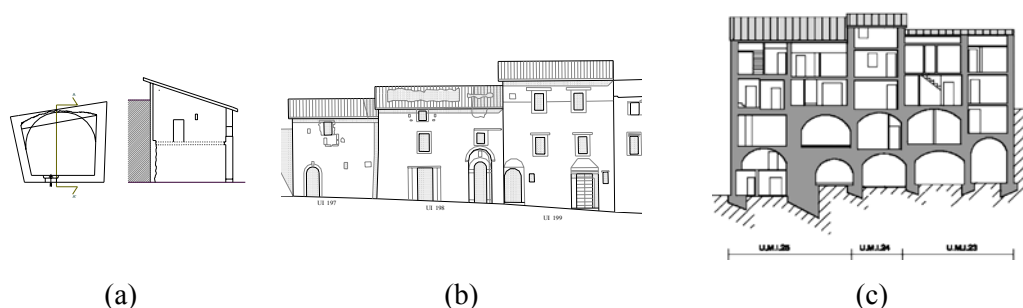 UI 197
UI 198
UI 199
U.M.I.25
U.M.I.24
U.M.I.23
(a)
(b)
(c)